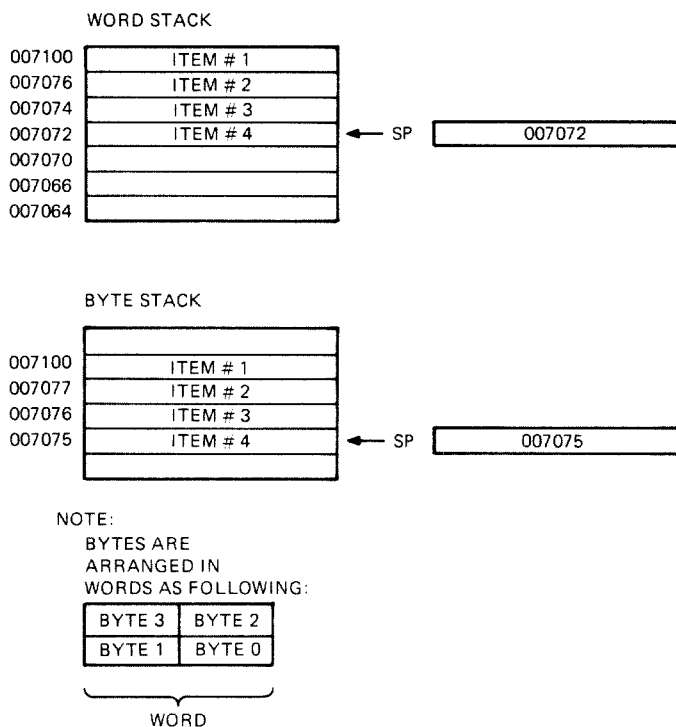 WORD STACK
007100 ITEM # 1
007076 ITEM # 2
007074 ITEM # 3
007072 ITEM # 4 SP 007072
007070
007066
007064
BYTE STACK
007100 ITEM # 1
007077 ITEM # 2
007076 ITEM # 3
007075 ITEM # 4 SP 007075
NOTE:
BYTES ARE
ARRANGED IN
WORDS AS FOLLOWING:
BYTE 3 BYTE 2
BYTE 1 BYTE 0
WORD